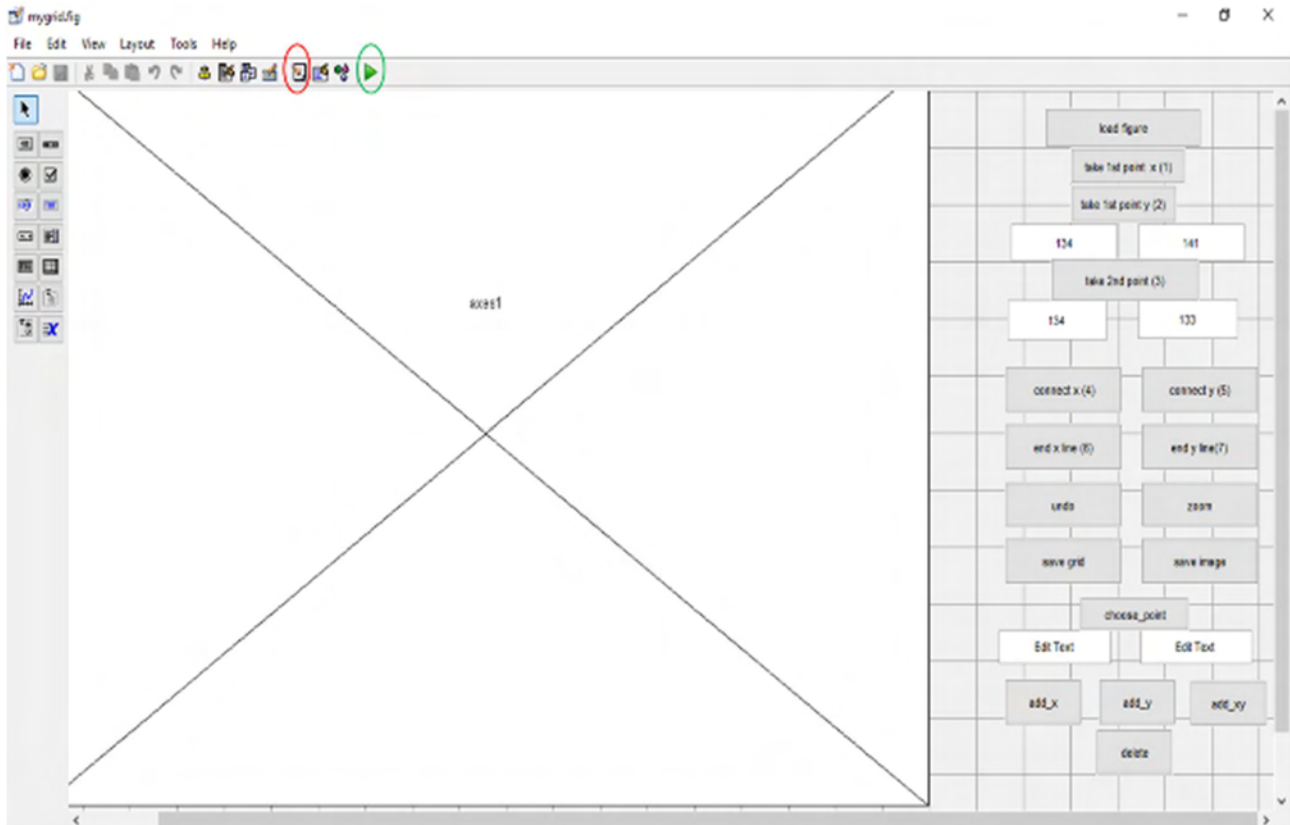 mygrid.fig
File Edit View Layout Tools Help
load figure
take 1st point x (1)
take 1st point y (2)
134 141
take 2nd point (3)
134 133
axes1
connect x (4) connect y (5)
end x line (6) end y line(7)
undo zoom
save grid save image
choose_point
Edit Text Edit Text
add_x add_y add_xy
delete